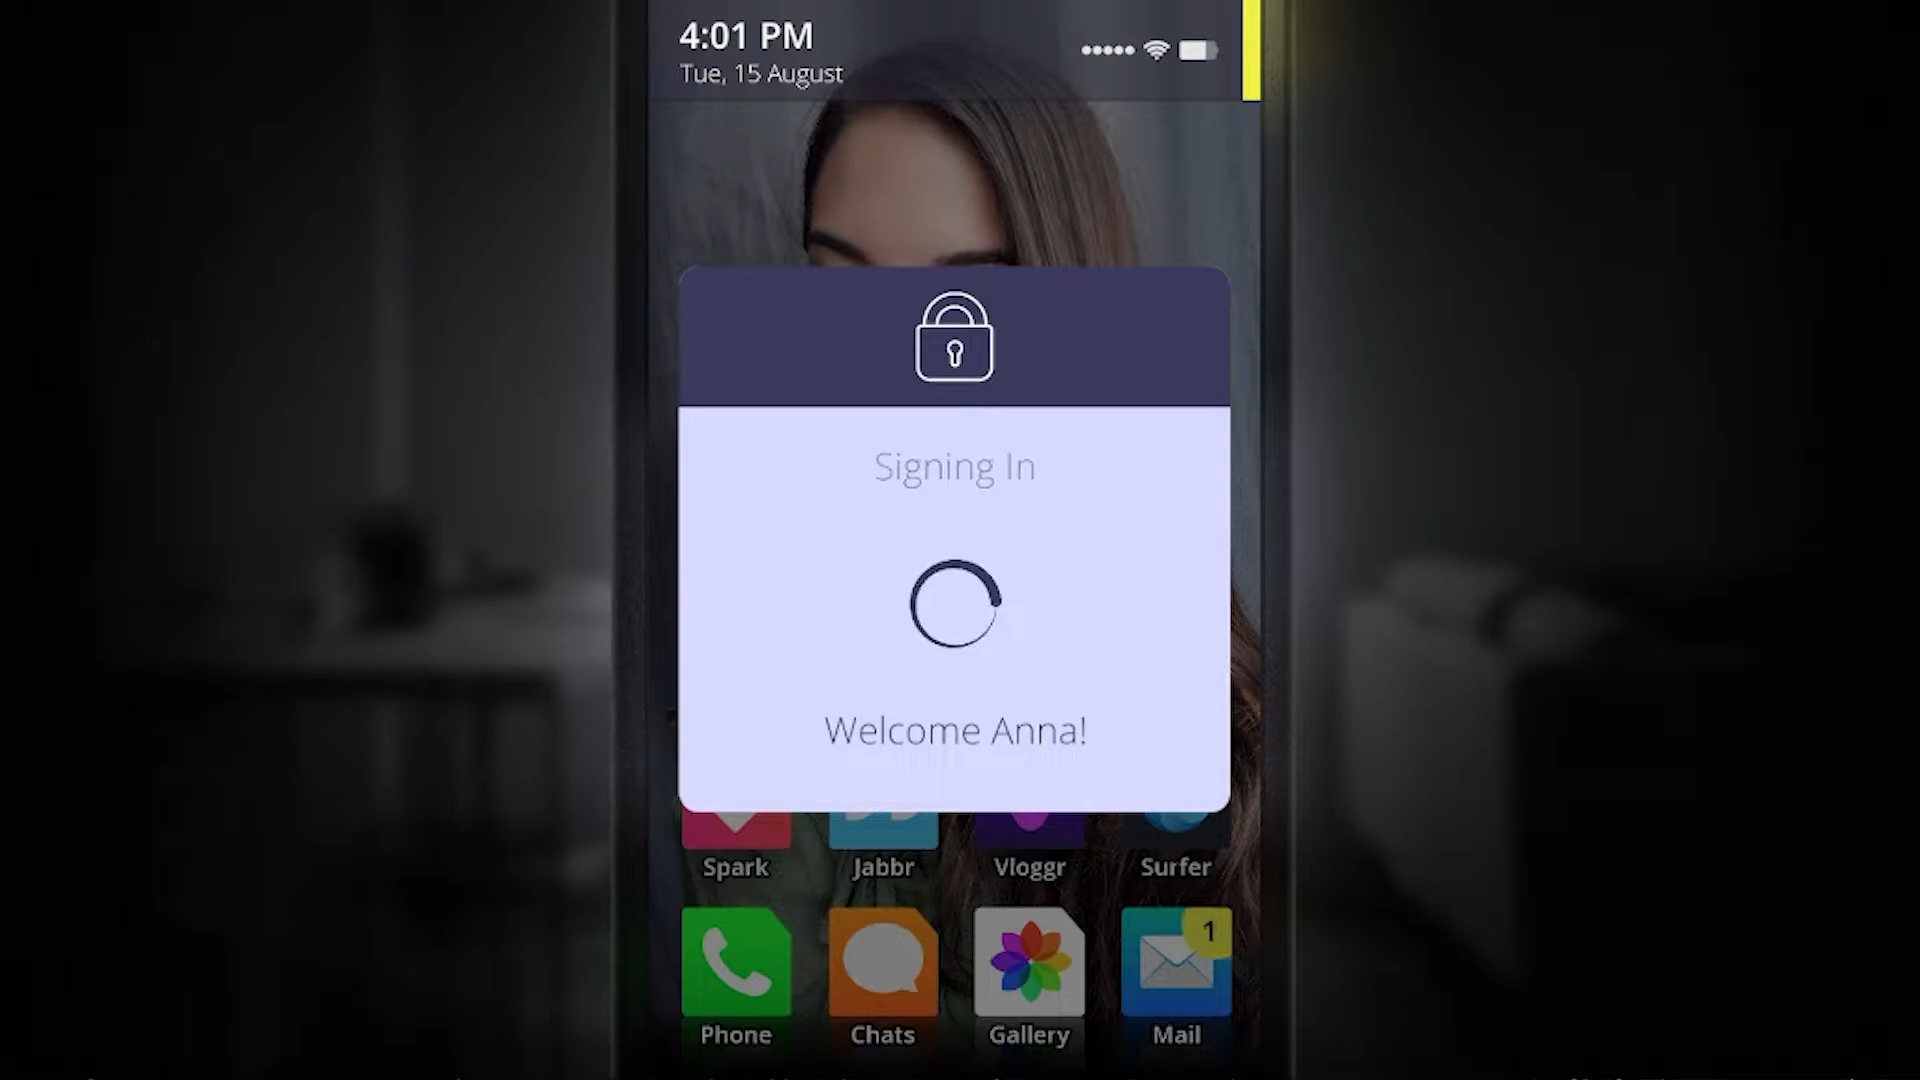 4:01 PM
Tue, 15 August
Signing In
Welcome Anna!
Spark
Jabbr
Vloggr
Surfer
1
Phone
Chats
Gallery
Mail